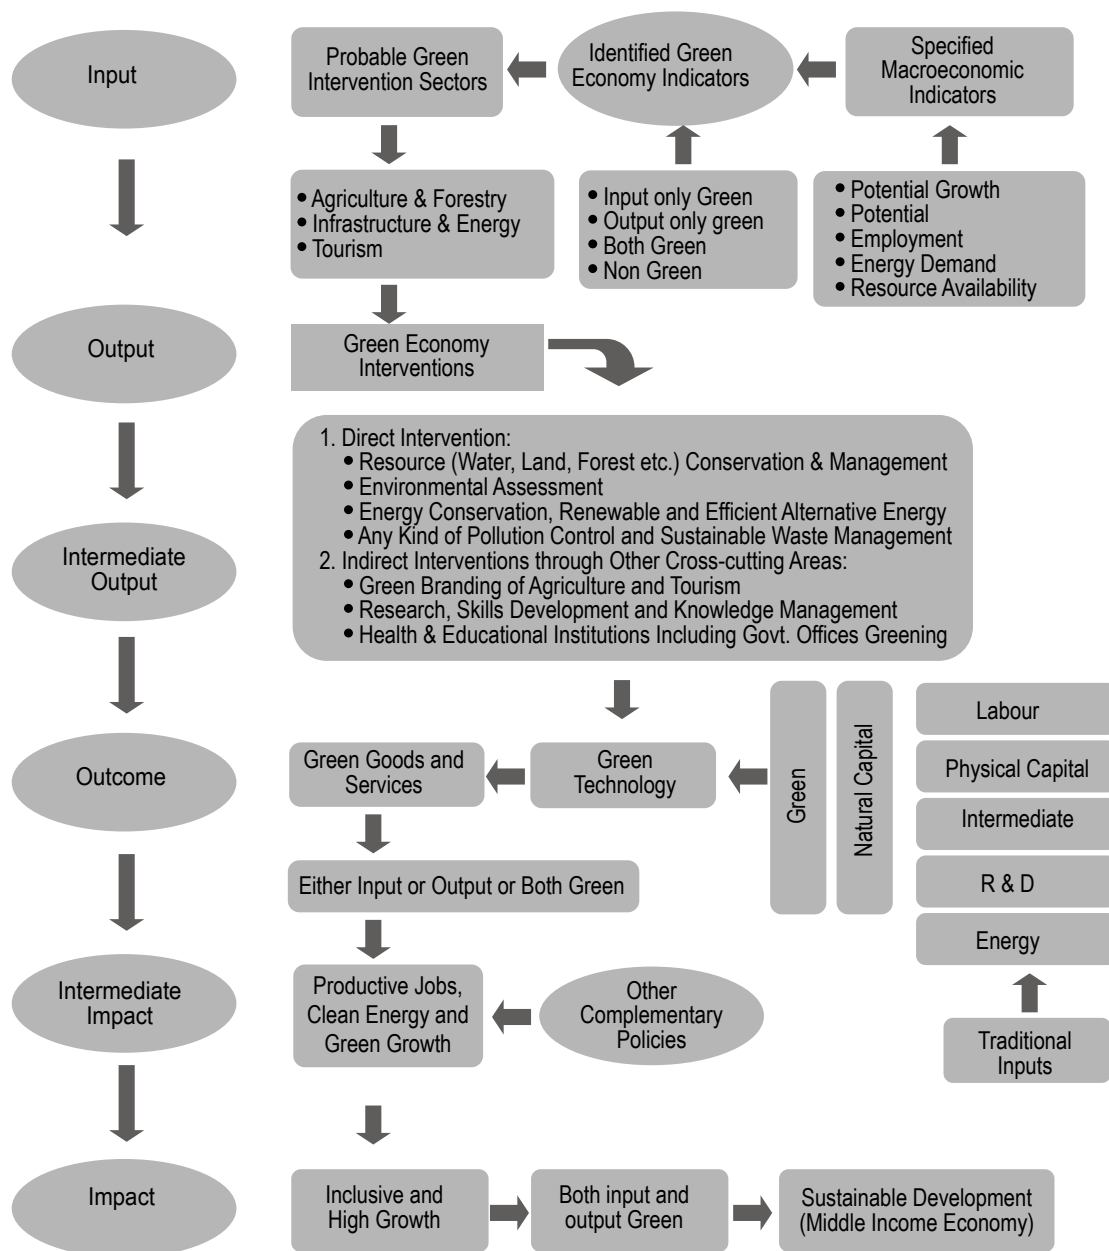 Input
Probable Green
Intervention Sectors
Identified Green
Economy Indicators
Specified
Macroeconomic
Indicators
• Agriculture & Forestry
• Infrastructure & Energy
• Tourism
• Input only Green
• Output only green
• Both Green
• Non Green
• Potential Growth
• Potential
• Employment
• Energy Demand
• Resource Availability
Output
Green Economy
Interventions
1. Direct Intervention:
• Resource (Water, Land, Forest etc.) Conservation & Management
• Environmental Assessment
• Energy Conservation, Renewable and Efficient Alternative Energy
• Any Kind of Pollution Control and Sustainable Waste Management
2. Indirect Interventions through Other Cross-cutting Areas:
• Green Branding of Agriculture and Tourism
• Research, Skills Development and Knowledge Management
• Health & Educational Institutions Including Govt. Offices Greening
Intermediate
Output
Outcome
Green Goods and
Services
Green
Technology
Green
Natural Capital
Labour
Physical Capital
Intermediate
R & D
Energy
Traditional
Inputs
Either Input or Output or Both Green
Intermediate
Impact
Productive Jobs,
Clean Energy and
Green Growth
Other
Complementary
Policies
Impact
Inclusive and
High Growth
Both input and
output Green
Sustainable Development
(Middle Income Economy)